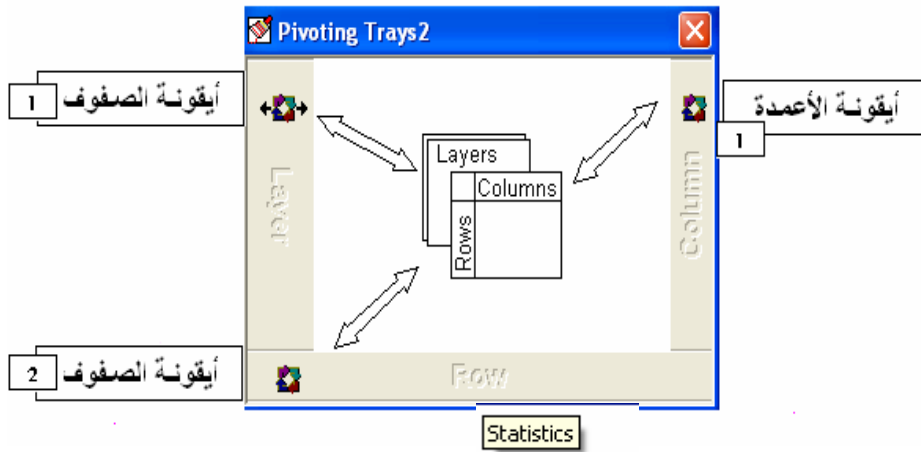 Pivoting Trays2
أيقونة الصفوف
1
أيقونة الأعمدة
1
Layer
Layers
Columns
Rows
Column
أيقونة الصفوف
2
Row
Statistics